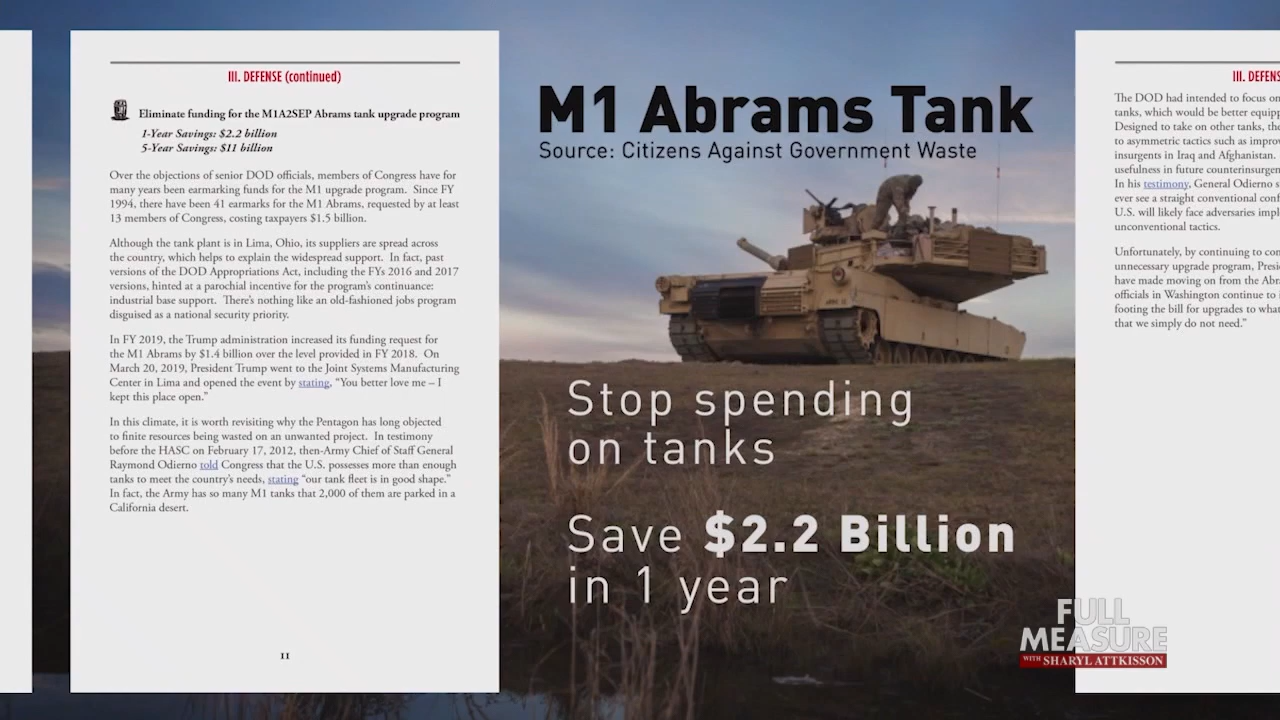 III. DEFENSE (continued)
Eliminate funding for the M1A2SEP Abrams tank upgrade program
1-Year Savings: $2.2 billion
5-Year Savings: $11 billion
Over the objections of senior DOD officials, members of Congress have for
many years been earmarking funds for the M1 upgrade program. Since FY
1994, there have been 41 earmarks for the M1 Abrams, requested by at least
13 members of Congress, costing taxpayers $1.5 billion.
Although the tank plant is in Lima, Ohio, its suppliers are spread across
the country, which helps to explain the widespread support. In fact, past
versions of the DOD Appropriations Act, including the FYs 2016 and 2017
versions, hinted at a parochial incentive for the program's continuance:
industrial base support. There's nothing like an old-fashioned jobs program
disguised as a national security priority.
In FY 2019, the Trump administration increased its funding request for
the M1 Abrams by $1.4 billion over the level provided in FY 2018. On
March 20, 2019, President Trump went to the Joint Systems Manufacturing
Center in Lima and opened the event by stating, “You better love me – I
kept this place open.”
In this climate, it is worth revisiting why the Pentagon has long objected
to finite resources being wasted on an unwanted project. In testimony
before the HASC on February 17, 2012, then-Army Chief of Staff General
Raymond Odierno told Congress that the U.S. possesses more than enough
tanks to meet the country's needs, stating “our tank fleet is in good shape.”
In fact, the Army has so many M1 tanks that 2,000 of them are parked in a
California desert.
11
M1 Abrams Tank
Source: Citizens Against Government Waste
Stop spending
on tanks
Save $2.2 Billion
in 1 year
III. DEFENS
The DOD had intended to focus on
tanks, which would be better equipp
Designed to take on other tanks, the
to asymmetric tactics such as improv
insurgents in Iraq and Afghanistan.
usefulness in future counterinsurgen
In his testimony, General Odierno s
ever see a straight conventional conf
U.S. will likely face adversaries impl
unconventional tactics.
Unfortunately, by continuing to con
unnecessary upgrade program, Presi
have made moving on from the Abra
officials in Washington continue to i
footing the bill for upgrades to what
that we simply do not need.”
FULL
MEASURE
WITH SHARYL ATTKISSON